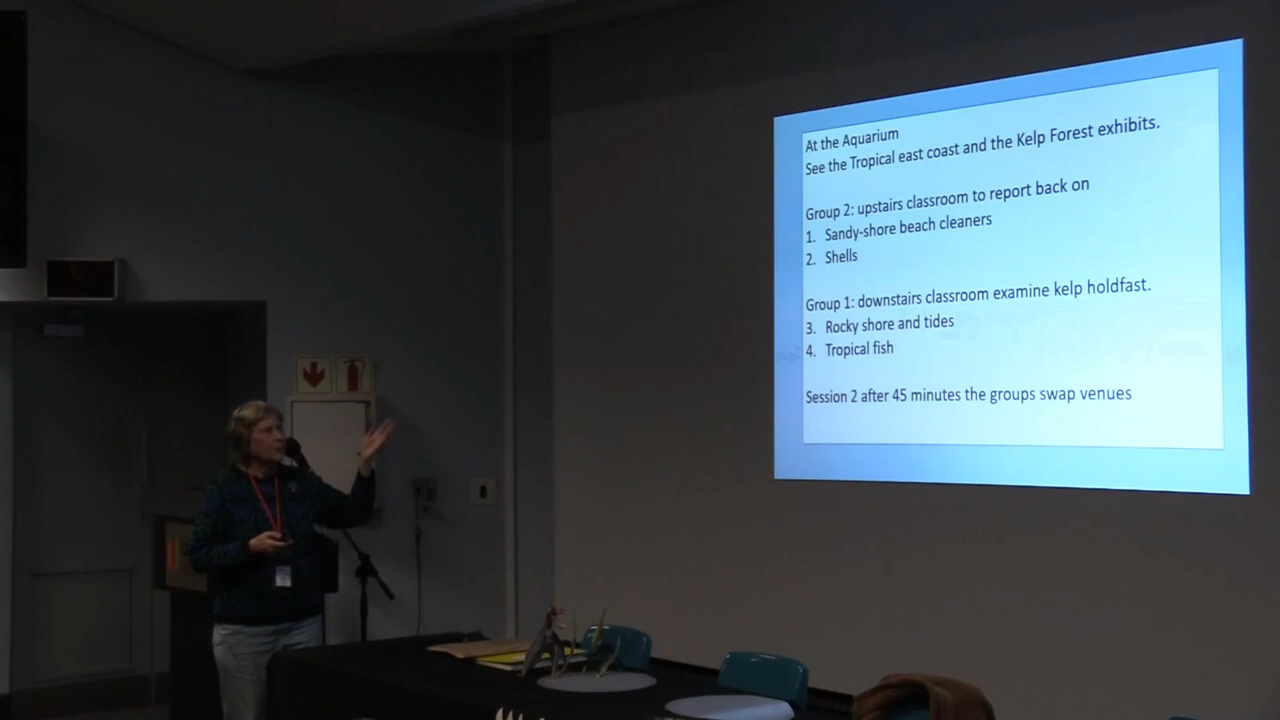 At the Aquarium
See the Tropical east coast and the Kelp Forest exhibits.
Group 2: upstairs classroom to report back on
1. Sandy-shore beach cleaners
2. Shells
Group 1: downstairs classroom examine kelp holdfast.
3. Rocky shore and tides
4. Tropical fish
Session 2 after 45 minutes the groups swap venues